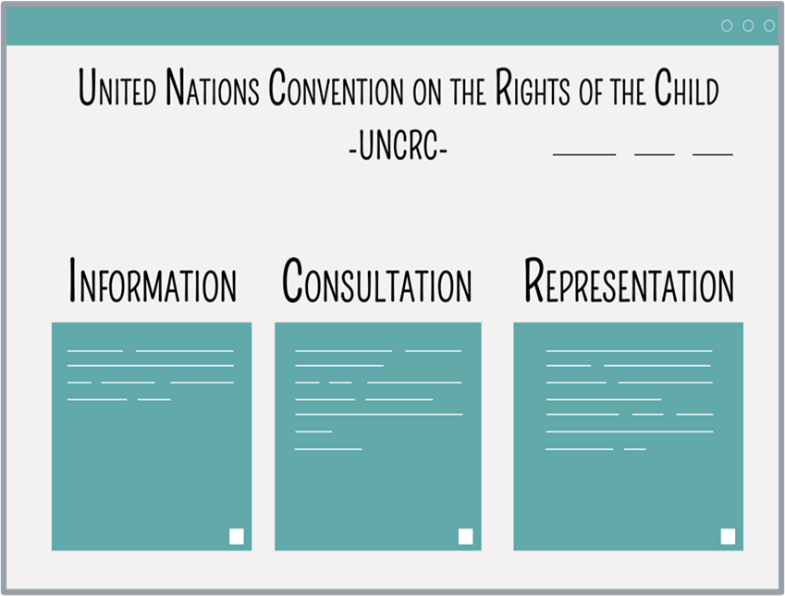 United Nations Convention on the Rights of the Child
-UNCRC-
Information
Consultation
Representation